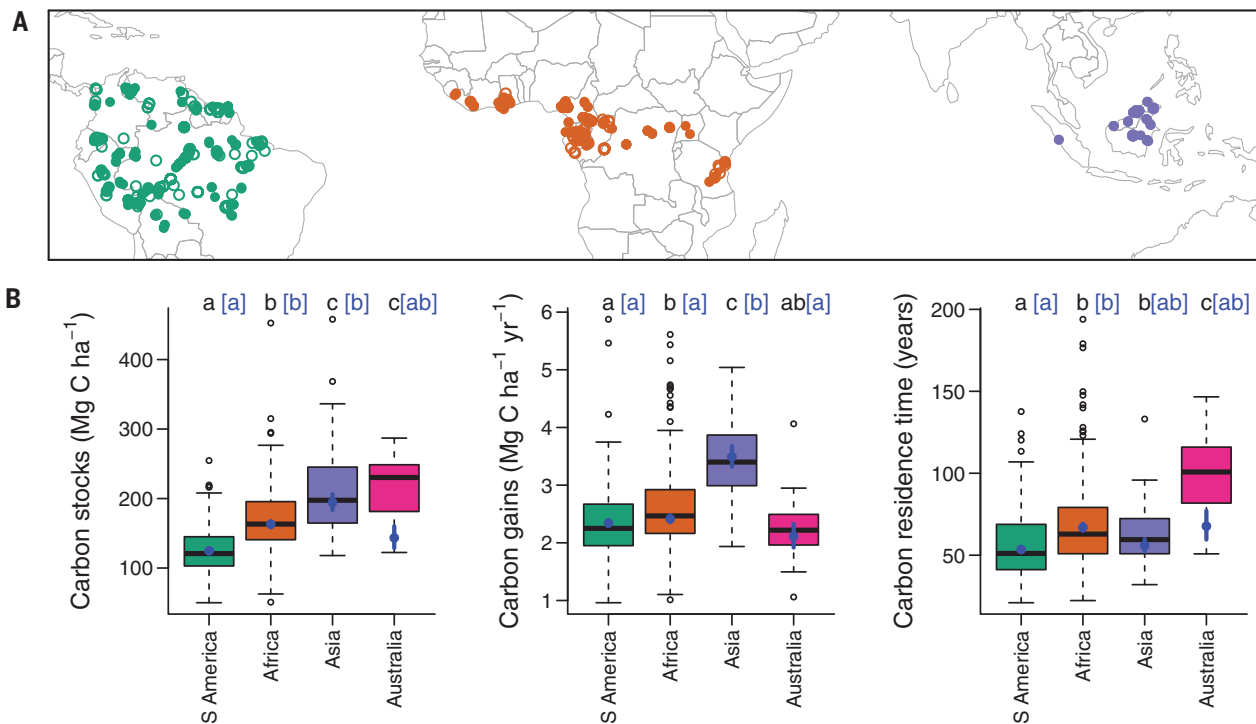 A
B
a [a] b [b] c [b] c[ab]
Carbon stocks (Mg C ha⁻¹)
400
300
200
100
S America
Africa
Asia
Australia
a [a] b [a] c [b] ab[a]
Carbon gains (Mg C ha⁻¹ yr⁻¹)
6
5
4
3
2
1
S America
Africa
Asia
Australia
a [a] b [b] b[ab] c[ab]
Carbon residence time (years)
200
150
100
50
S America
Africa
Asia
Australia